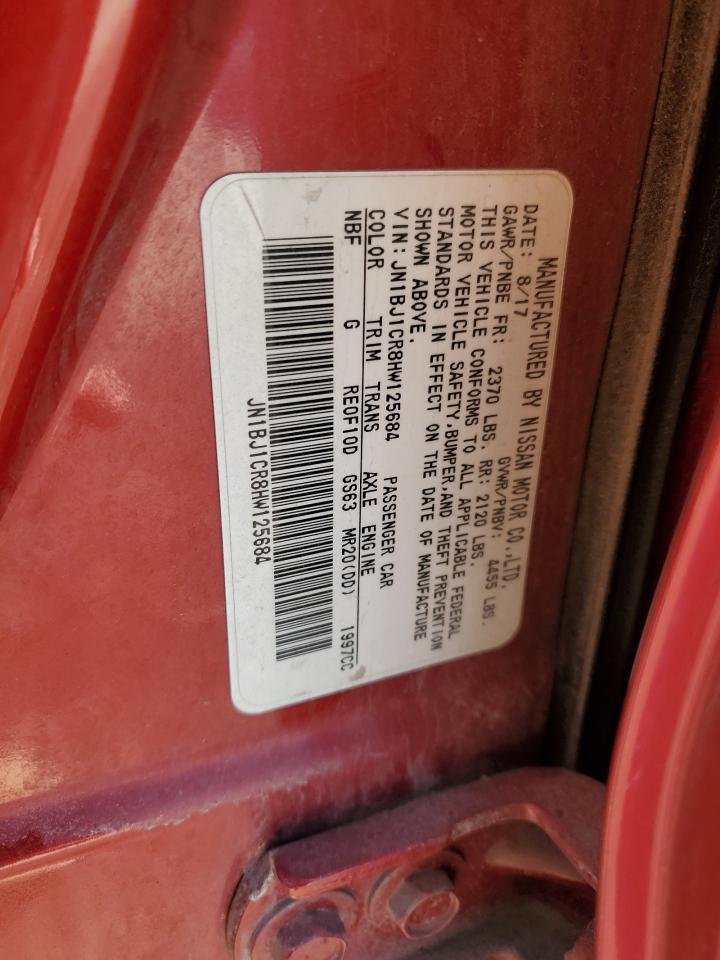 MANUFACTURED BY NISSAN MOTOR CO.,LTD.
DATE: 8/17 GVWR/PNBV: 4455 LBS.
GAWR/PNBE FR: 2370 LBS. RR: 2120 LBS.
THIS VEHICLE CONFORMS TO ALL APPLICABLE FEDERAL
MOTOR VEHICLE SAFETY,BUMPER,AND THEFT PREVENTION
STANDARDS IN EFFECT ON THE DATE OF MANUFACTURE
SHOWN ABOVE.
VIN: JN1BJ1CR8HW125684 PASSENGER CAR
COLOR TRIM TRANS AXLE ENGINE
NBF G RE0F10D GS63 MR20(DD) 1997CC
JN1BJ1CR8HW125684